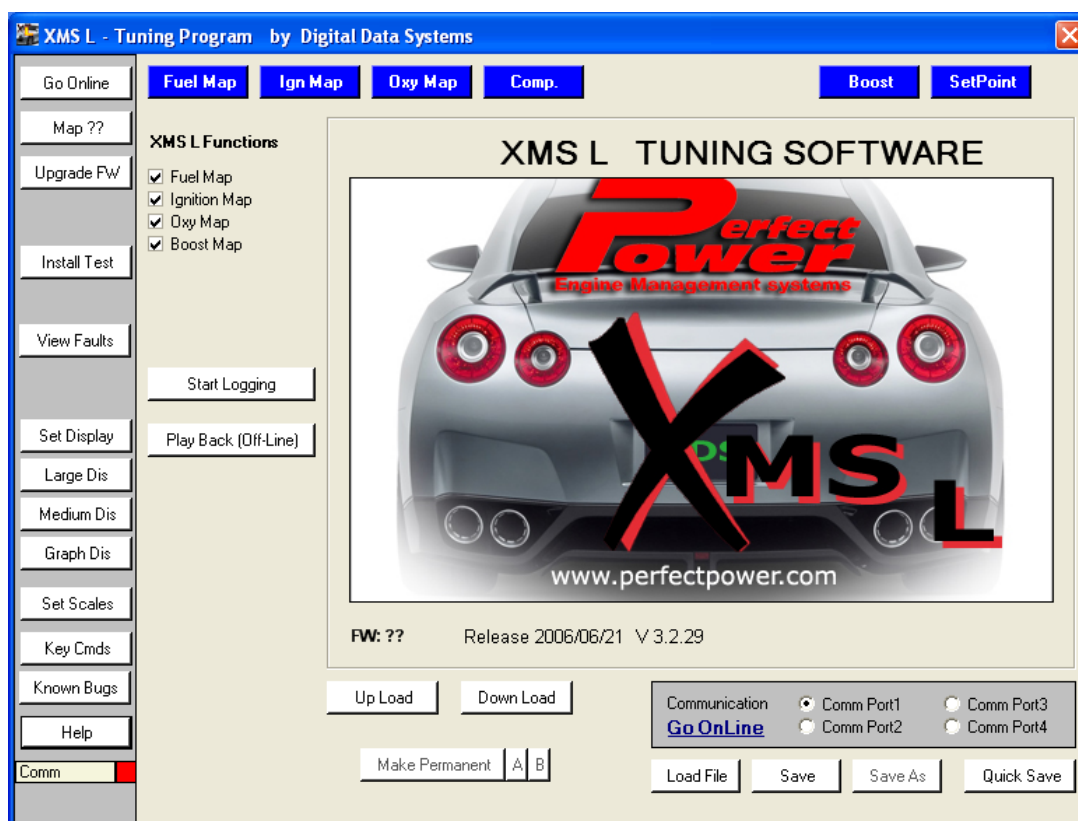 XMS L - Tuning Program by Digital Data Systems
Go Online
Map ??
Upgrade FW
Install Test
View Faults
Set Display
Large Dis
Medium Dis
Graph Dis
Set Scales
Key Cmds
Known Bugs
Help
Comm
Fuel Map
Ign Map
Oxy Map
Comp.
Boost
SetPoint
XMS L Functions
Fuel Map
Ignition Map
Oxy Map
Boost Map
Start Logging
Play Back (Off-Line)
XMS L TUNING SOFTWARE
Perfect
Power
Engine Management systems
DS
XMS L
www.perfectpower.com
FW: ?? Release 2006/06/21 V 3.2.29
Up Load
Down Load
Make Permanent
A
B
Communication
Go OnLine
Comm Port1
Comm Port3
Comm Port2
Comm Port4
Load File
Save
Save As
Quick Save